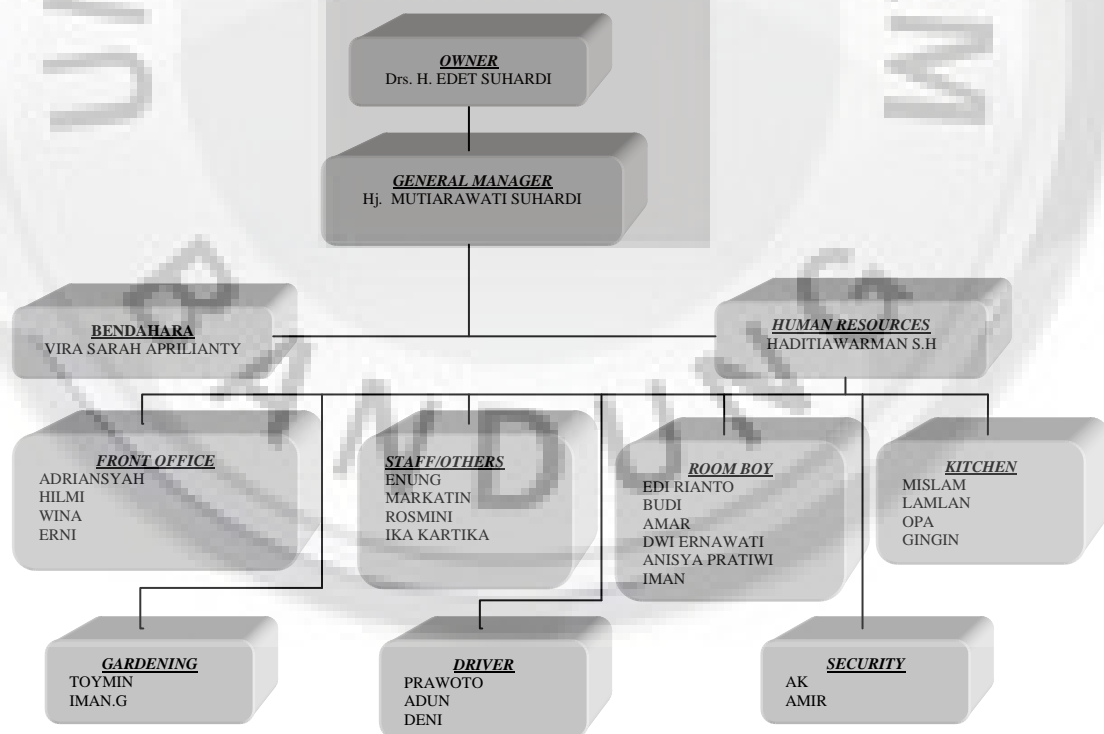 OWNER
Drs. H. EDET SUHARDI
GENERAL MANAGER
Hj. MUTIARAWATI SUHARDI
BENDAHARA
VIRA SARAH APRILIANTY
HUMAN RESOURCES
HADITIAWARMAN S.H
FRONT OFFICE
ADRIANSYAH
HILMI
WINA
ERNI
STAFF/OTHERS
ENUNG
MARKATIN
ROSMINI
IKA KARTIKA
ROOM BOY
EDI RIANTO
BUDI
AMAR
DWI ERNAWATI
ANISYA PRATIWI
IMAN
KITCHEN
MISLAM
LAMLAN
OPA
GINGIN
GARDENING
TOYMIN
IMAN.G
DRIVER
PRAWOTO
ADUN
DENI
SECURITY
AK
AMIR
BANDUNG